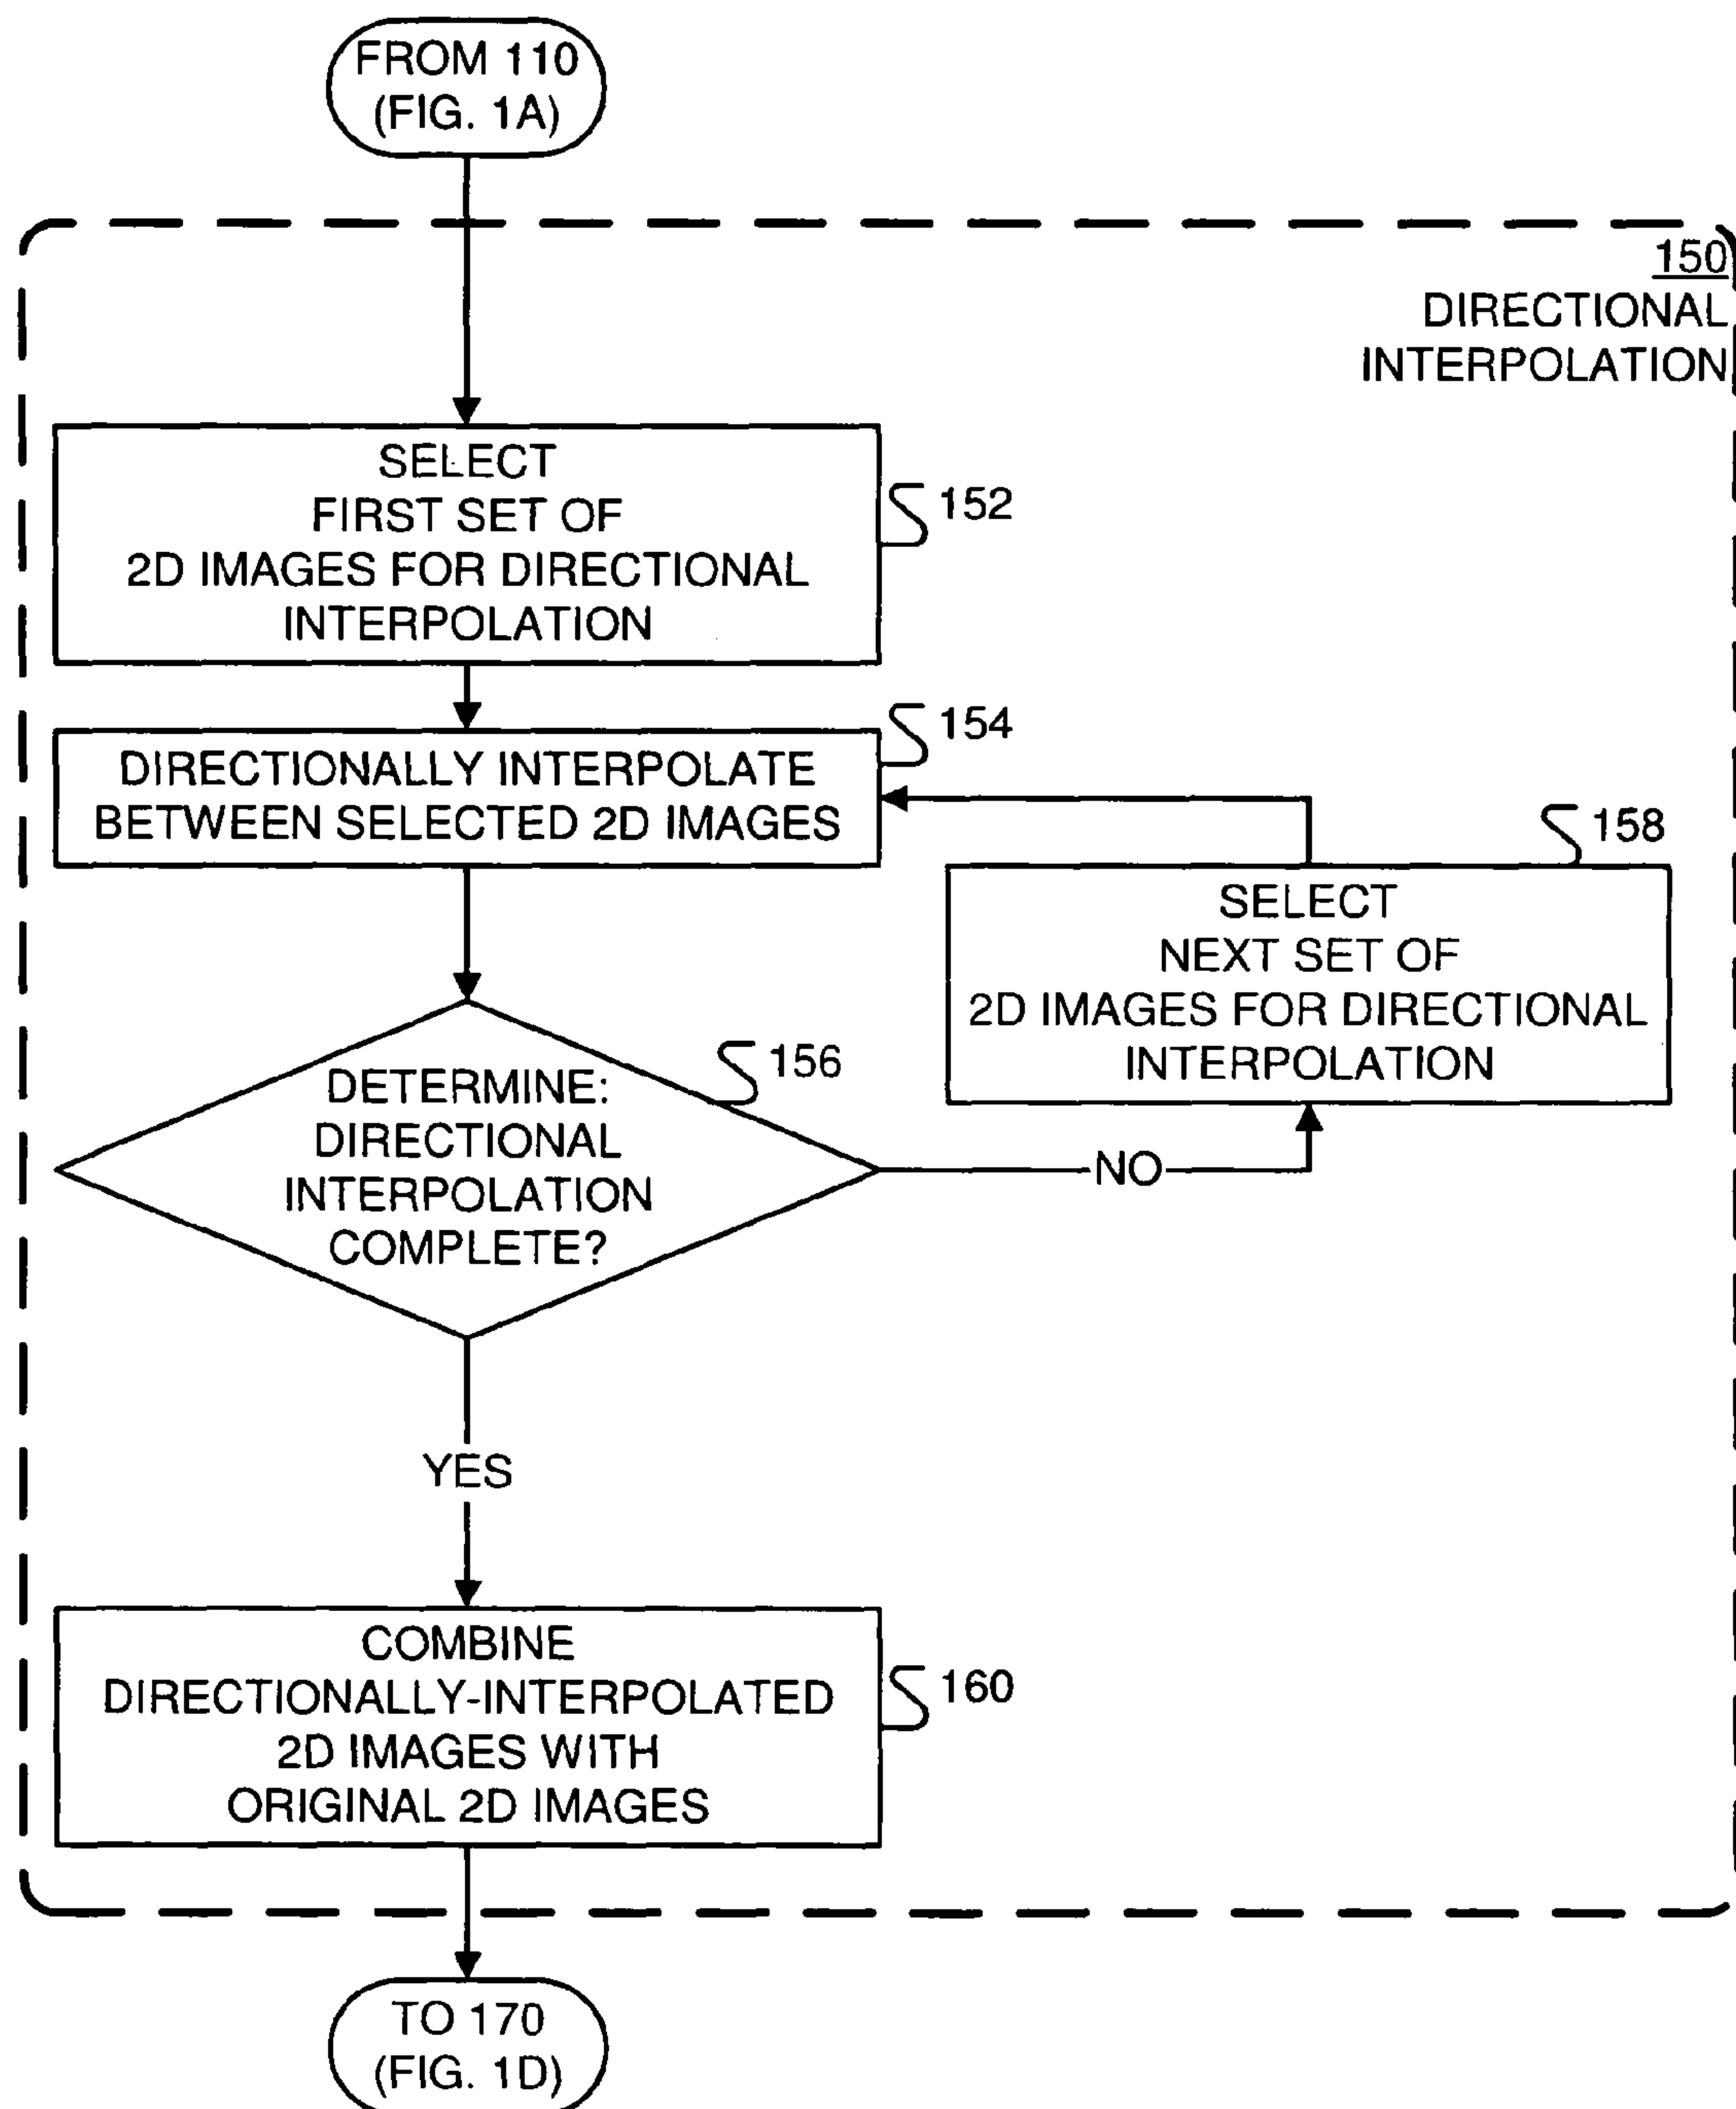 FROM 110
(FIG. 1A)
150
DIRECTIONAL
INTERPOLATION
SELECT
FIRST SET OF
2D IMAGES FOR DIRECTIONAL
INTERPOLATION
152
DIRECTIONALLY INTERPOLATE
BETWEEN SELECTED 2D IMAGES
154
158
SELECT
NEXT SET OF
2D IMAGES FOR DIRECTIONAL
INTERPOLATION
156
DETERMINE:
DIRECTIONAL
INTERPOLATION
COMPLETE?
NO
YES
COMBINE
DIRECTIONALLY-INTERPOLATED
2D IMAGES WITH
ORIGINAL 2D IMAGES
160
TO 170
(FIG. 1D)